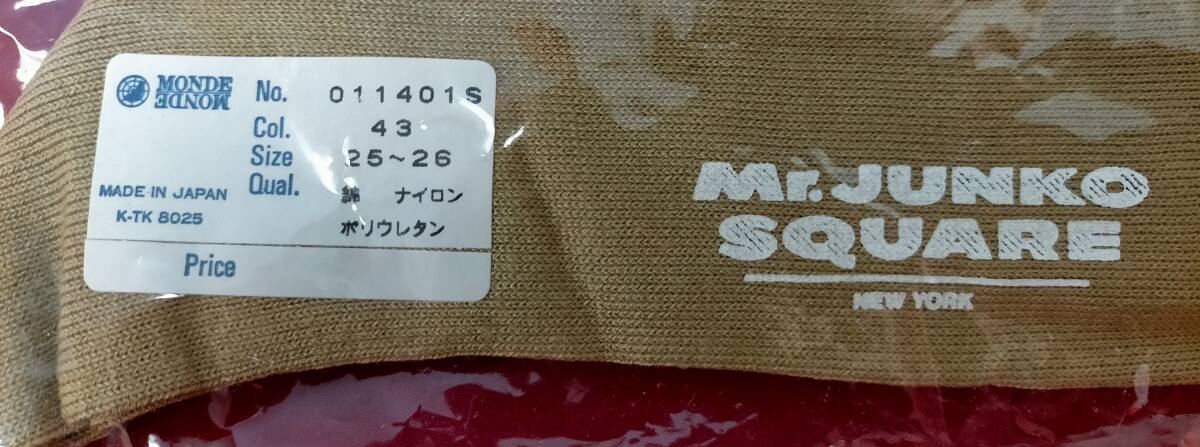 MONDE
MONDE
No. 011401S
Col. 43
Size 25~26
Qual. 綿 ナイロン
ポリウレタン
MADE IN JAPAN
K-TK 8025
Price
Mr.JUNKO
SQUARE
NEW YORK